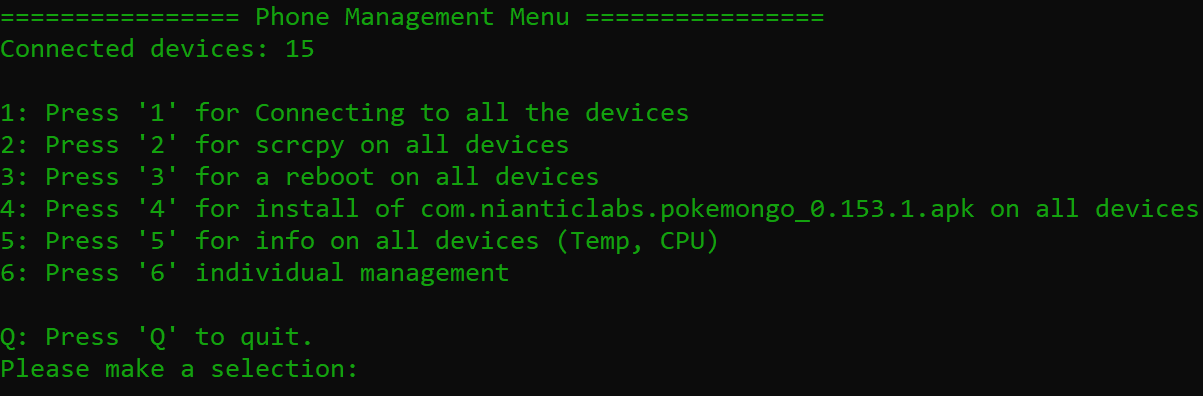 ================ Phone Management Menu ================
Connected devices: 15
1: Press '1' for Connecting to all the devices
2: Press '2' for scrcpy on all devices
3: Press '3' for a reboot on all devices
4: Press '4' for install of com.nianticlabs.pokemongo_0.153.1.apk on all devices
5: Press '5' for info on all devices (Temp, CPU)
6: Press '6' individual management
Q: Press 'Q' to quit.
Please make a selection: